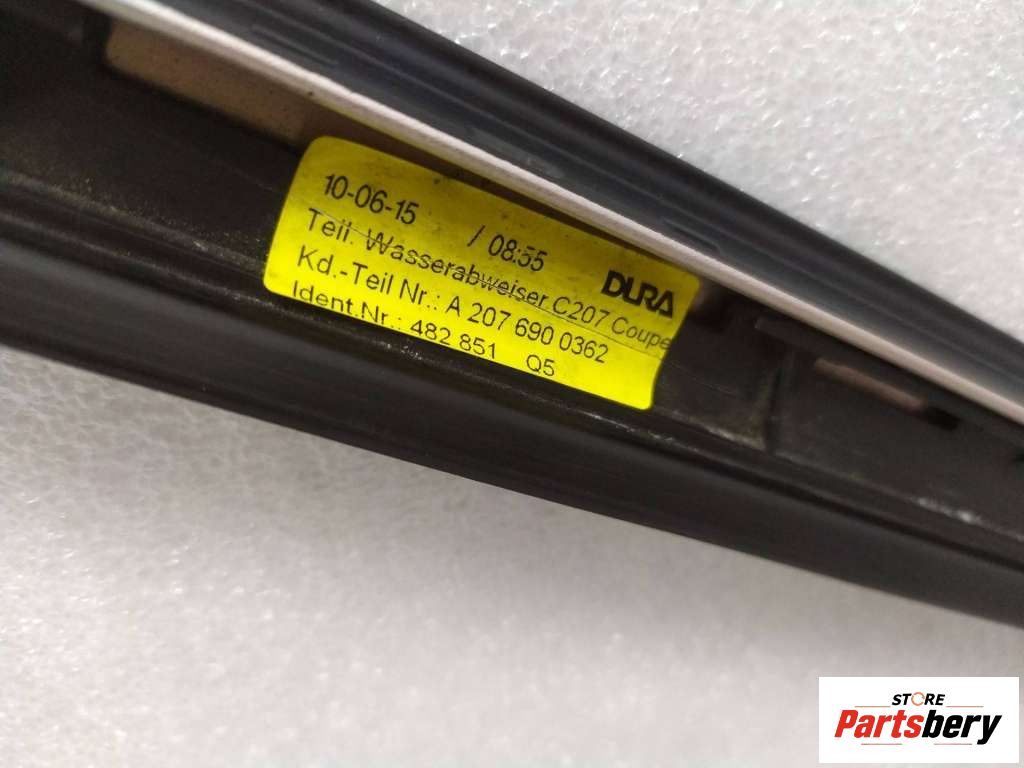 10-06-15 / 08:55 DURA
Teil. Wasserabweiser C207 Coupe
Kd.-Teil Nr.: A 207 690 0362
Ident.Nr.: 482 851 Q5
STORE
Partsbery